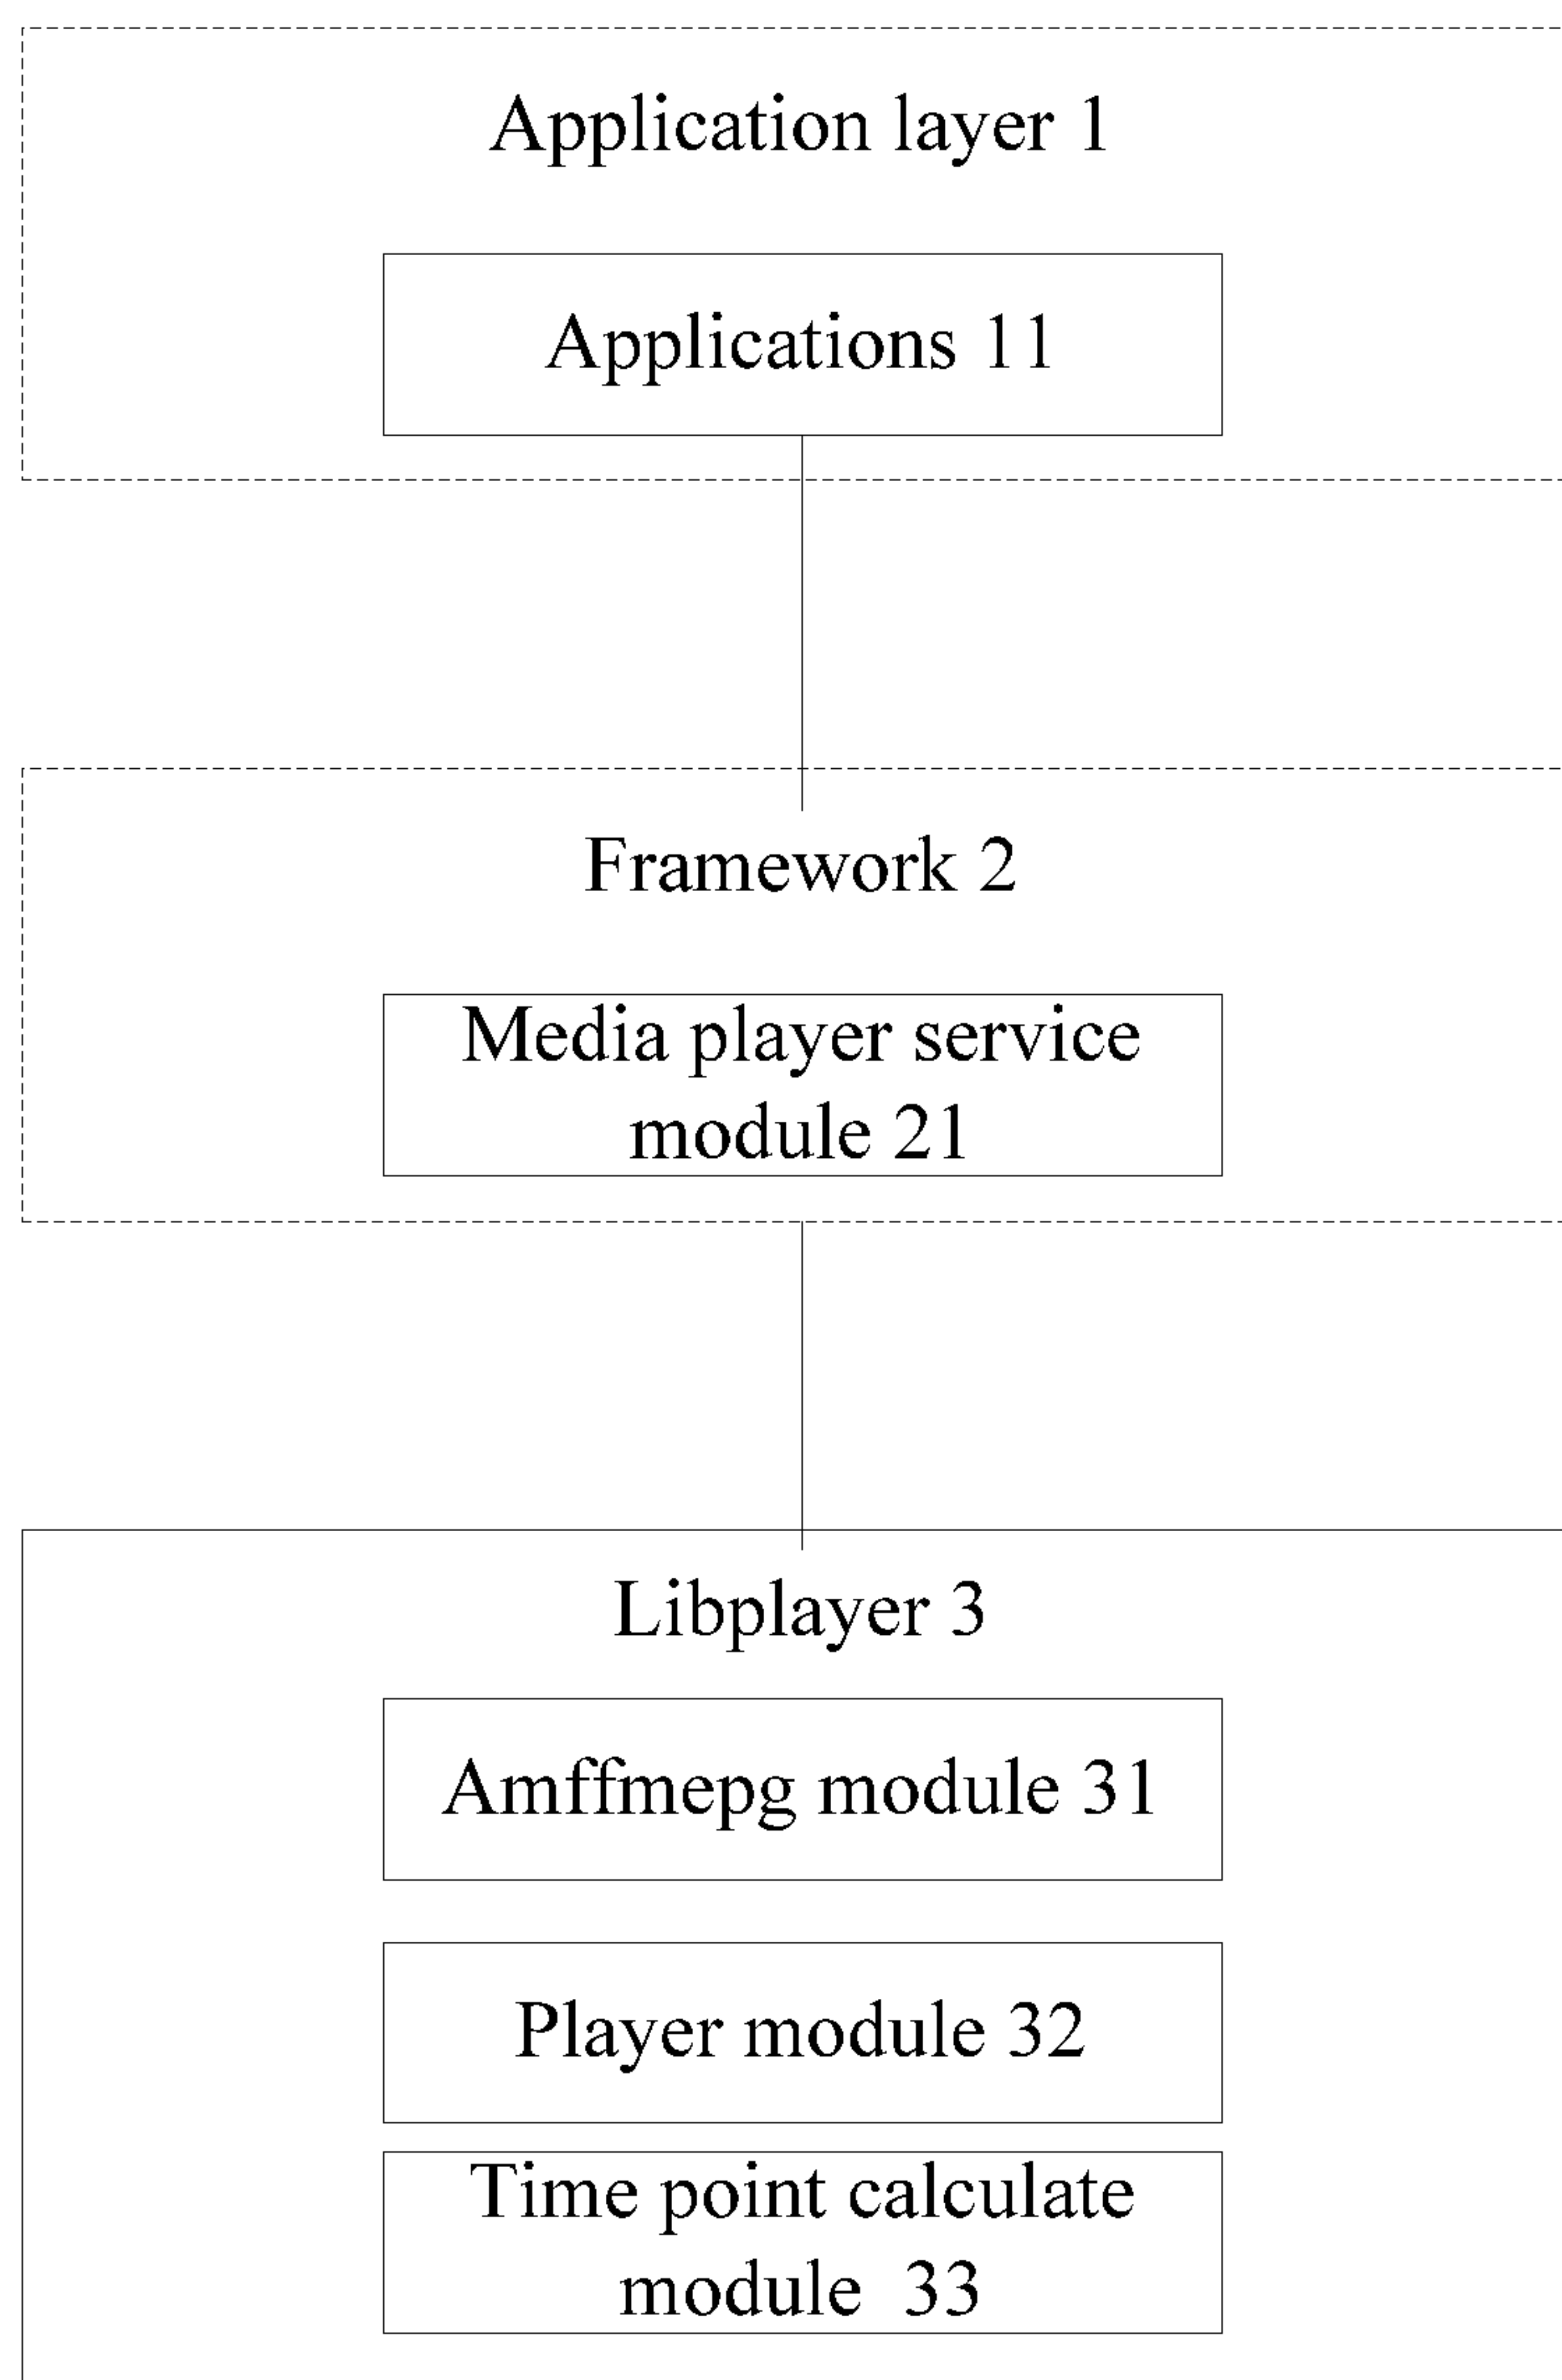 Application layer 1
Applications 11
Framework 2
Media player service
module 21
Libplayer 3
Amffmepg module 31
Player module 32
Time point calculate
module 33